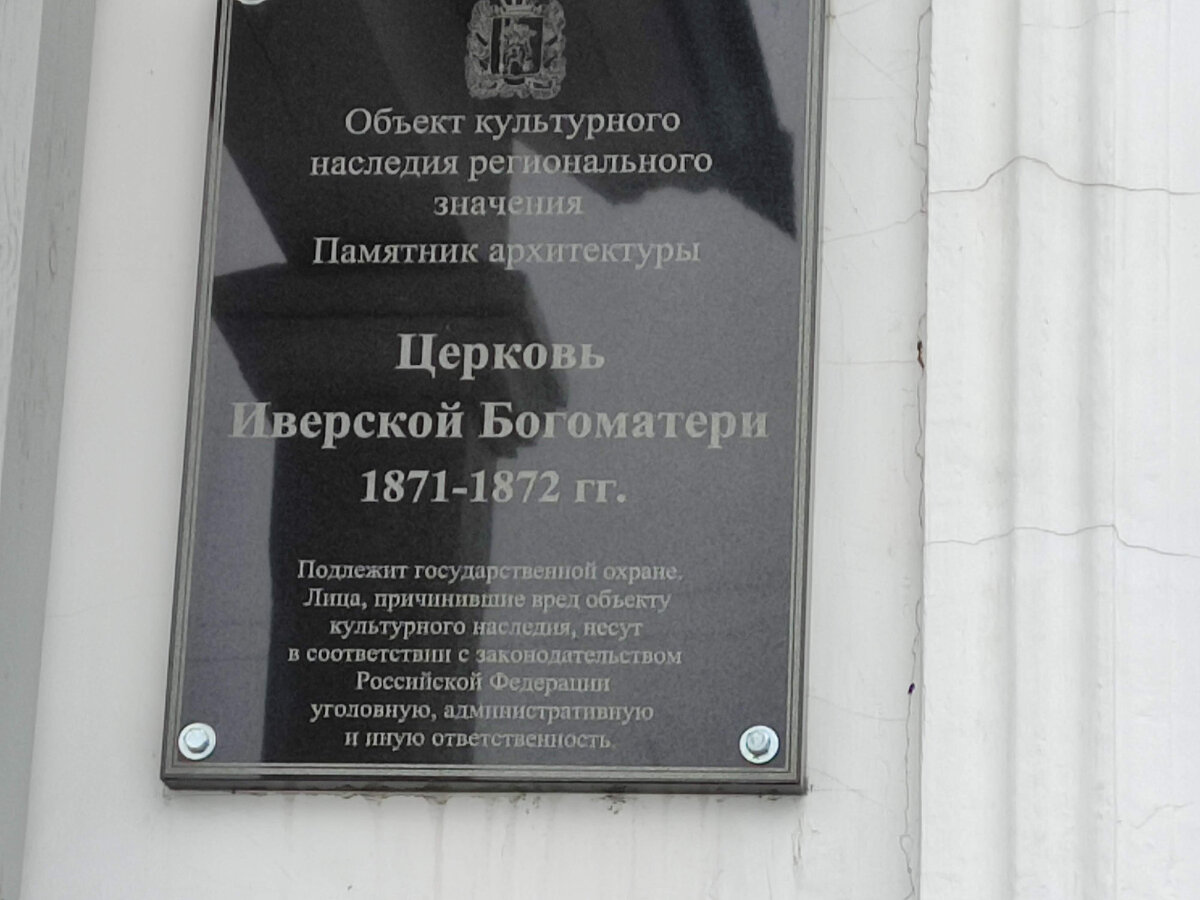 Объект культурного
наследия регионального
значения
Памятник архитектуры
Церковь
Иверской Богоматери
1871-1872 гг.
Подлежит государственной охране.
Лица, причинившие вред объекту
культурного наследия, несут
в соответствии с законодательством
Российской Федерации
уголовную, административную
и иную ответственность.